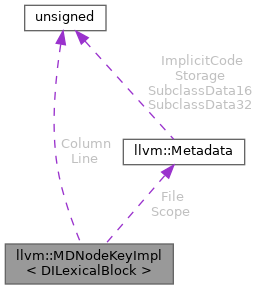 unsigned
ImplicitCode
Storage
SubclassData16
SubclassData32
Column
Line
llvm::Metadata
File
Scope
llvm::MDNodeKeyImpl
< DILexicalBlock >